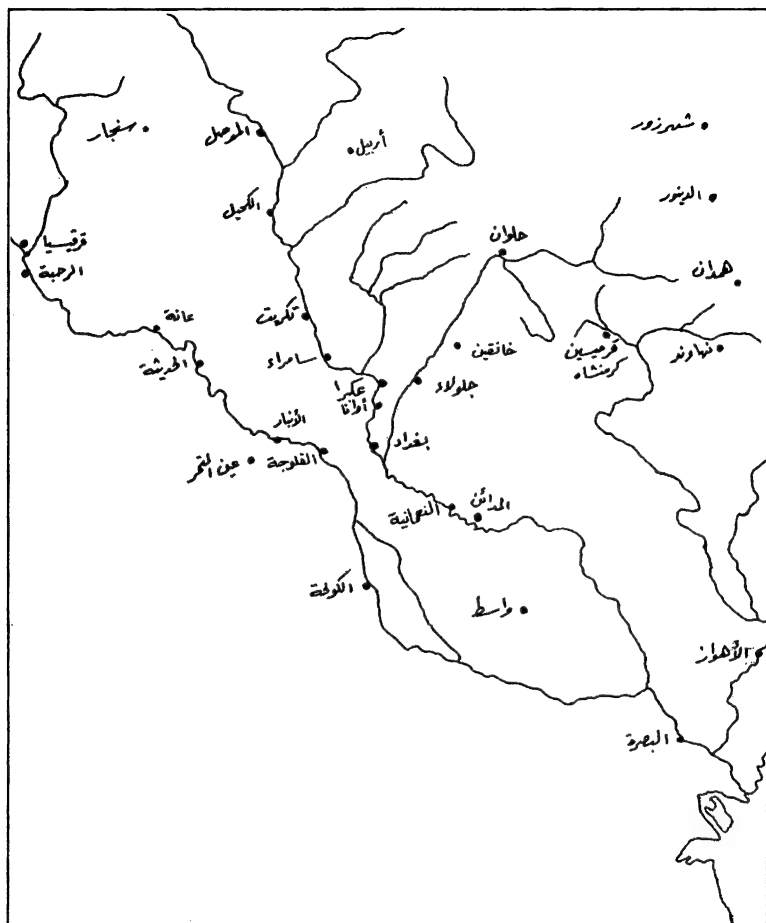 شهرزور
سنجار
الموصل
أربيل
الدينور
الكحيل
حلوان
قرقيسيا
الرحبة
همدان
تكريت
عانة
خانقين
قرميسين
كرمنشاه
نهاوند
سامراء
الحديثة
جلولاء
عكبرا
أوانا
الأنبار
بغداد
الفلوجة
عين التمر
المدائن
النعمانية
الكوفة
واسط
الأهواز
البصرة